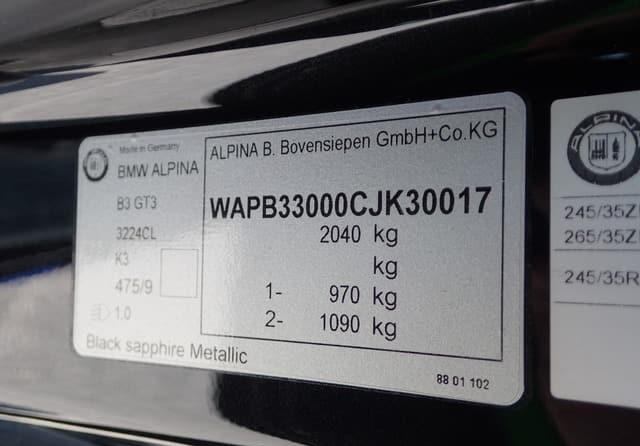 Made in Germany
BMW ALPINA
B3 GT3
3224CL
K3
475/9
1.0
Black sapphire Metallic
ALPINA B. Bovensiepen GmbH+Co.KG
WAPB33000CJK30017
2040 kg
kg
1- 970 kg
2- 1090 kg
88 01 102
ALPINA
245/35Z
265/35Z
245/35R